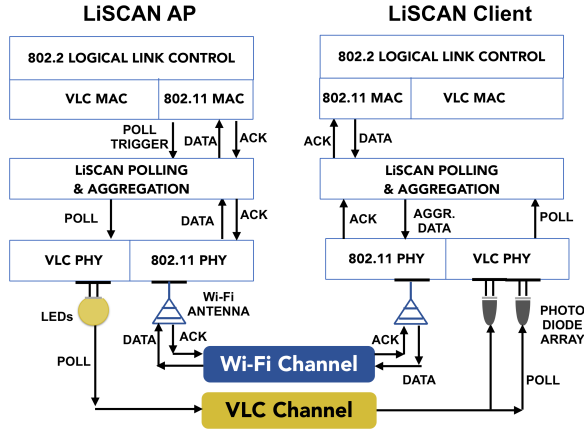 LiSCAN AP
LiSCAN Client
802.2 LOGICAL LINK CONTROL
802.2 LOGICAL LINK CONTROL
VLC MAC
802.11 MAC
802.11 MAC
VLC MAC
POLL
TRIGGER
DATA
ACK
ACK
DATA
LiSCAN POLLING
& AGGREGATION
LiSCAN POLLING
& AGGREGATION
POLL
DATA
ACK
ACK
AGGR.
DATA
POLL
VLC PHY
802.11 PHY
802.11 PHY
VLC PHY
LEDs
Wi-Fi
ANTENNA
PHOTO
DIODE
ARRAY
DATA
ACK
ACK
DATA
Wi-Fi Channel
POLL
POLL
VLC Channel